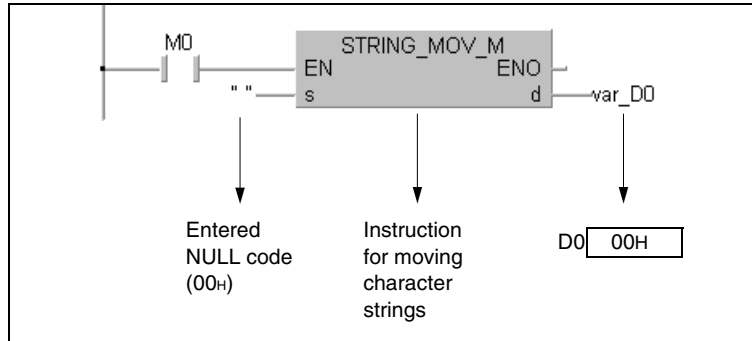 M0
STRING_MOV_M
EN ENO
" " s d var_D0
Entered
NULL code
(00H)
Instruction
for moving
character
strings
D0 00H